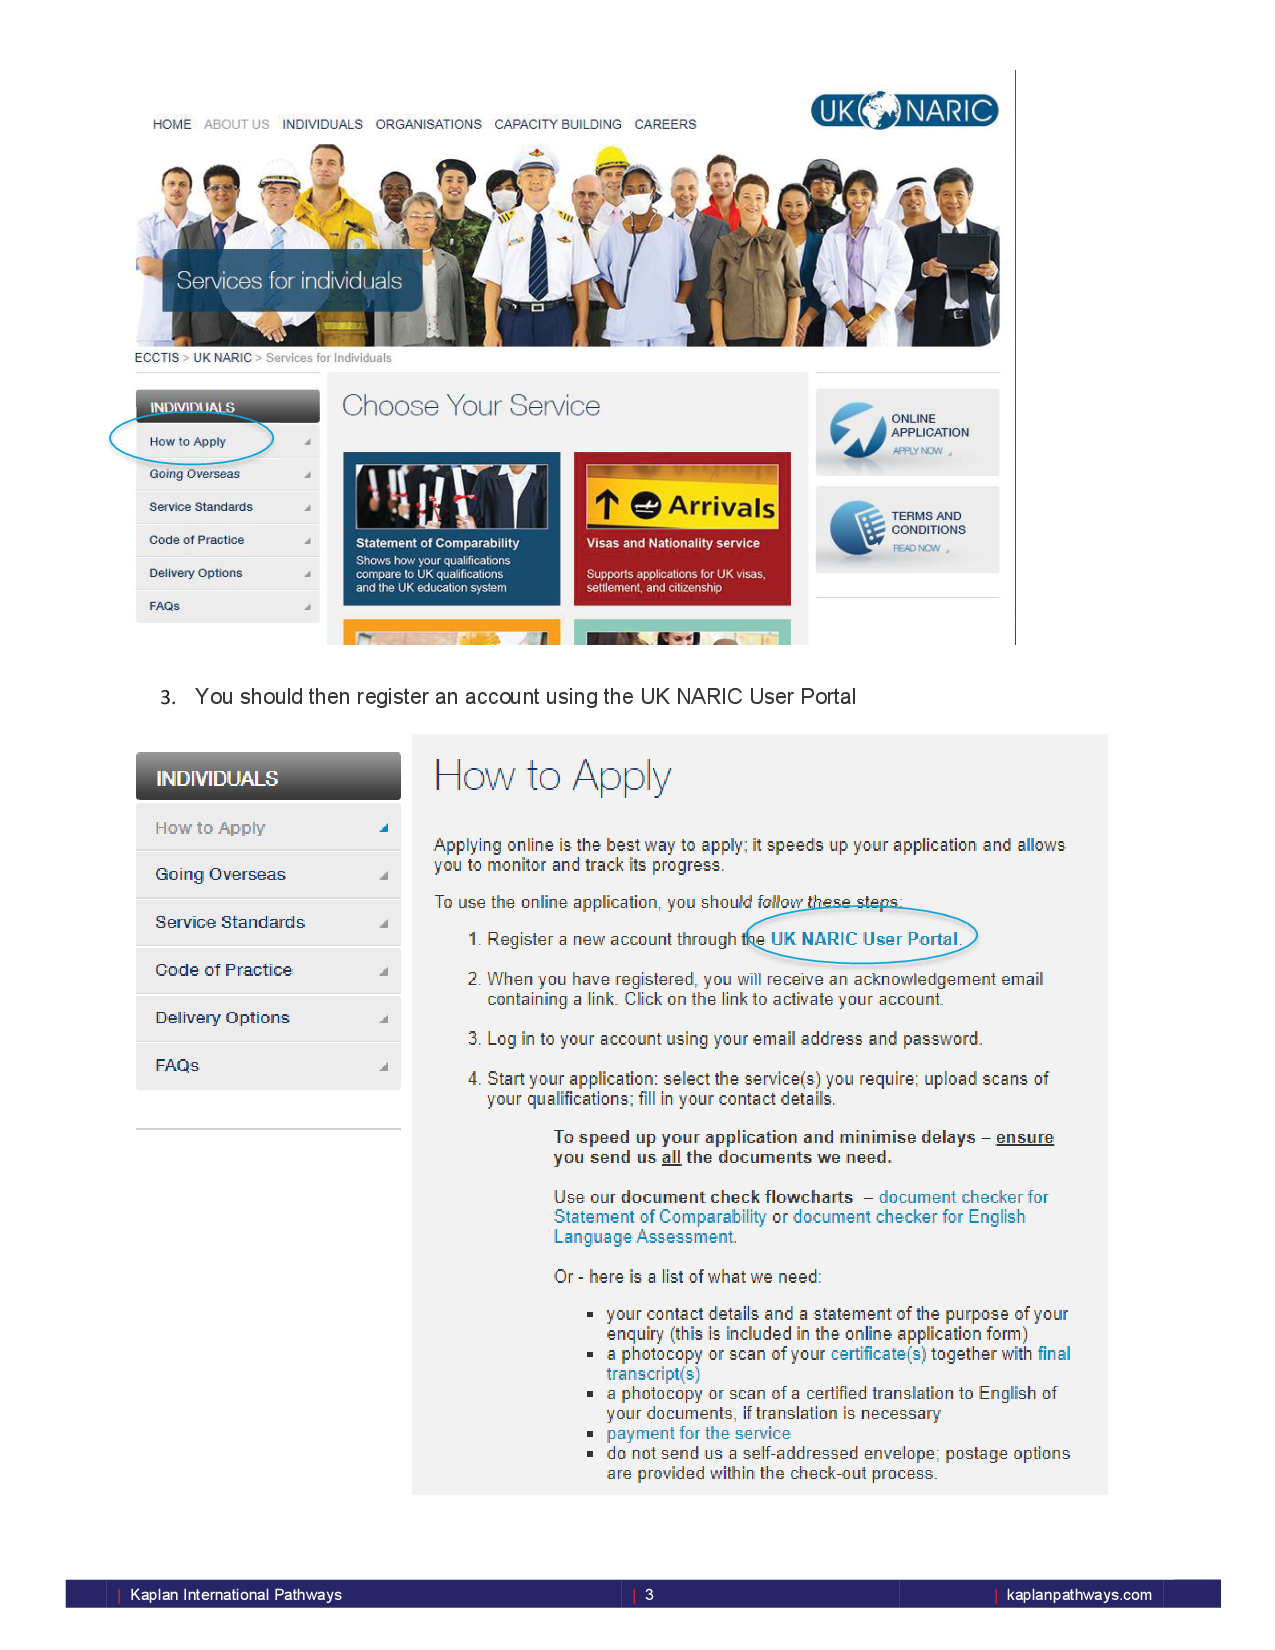 UK NARIC
HOME ABOUT US INDIVIDUALS ORGANISATIONS CAPACITY BUILDING CAREERS
Services for individuals
ECCTIS > UK NARIC > Services for Individuals
INDIVIDUALS
How to Apply
Going Overseas
Service Standards
Code of Practice
Delivery Options
FAQs
Choose Your Service
Statement of Comparability
Shows how your qualifications
compare to UK qualifications
and the UK education system
Arrivals
Visas and Nationality service
Supports applications for UK visas,
settlement, and citizenship
ONLINE
APPLICATION
APPLY NOW
TERMS AND
CONDITIONS
READ NOW
3. You should then register an account using the UK NARIC User Portal
INDIVIDUALS
How to Apply
Going Overseas
Service Standards
Code of Practice
Delivery Options
FAQs
How to Apply
Applying online is the best way to apply; it speeds up your application and allows
you to monitor and track its progress.
To use the online application, you should follow these steps:
1. Register a new account through the UK NARIC User Portal.
2. When you have registered, you will receive an acknowledgement email
containing a link. Click on the link to activate your account.
3. Log in to your account using your email address and password.
4. Start your application: select the service(s) you require; upload scans of
your qualifications; fill in your contact details.
To speed up your application and minimise delays – ensure
you send us all the documents we need.
Use our document check flowcharts – document checker for
Statement of Comparability or document checker for English
Language Assessment.
Or - here is a list of what we need:
▪ your contact details and a statement of the purpose of your
enquiry (this is included in the online application form)
▪ a photocopy or scan of your certificate(s) together with final
transcript(s)
▪ a photocopy or scan of a certified translation to English of
your documents, if translation is necessary
▪ payment for the service
▪ do not send us a self-addressed envelope; postage options
are provided within the check-out process.
| Kaplan International Pathways | 3 | kaplanpathways.com